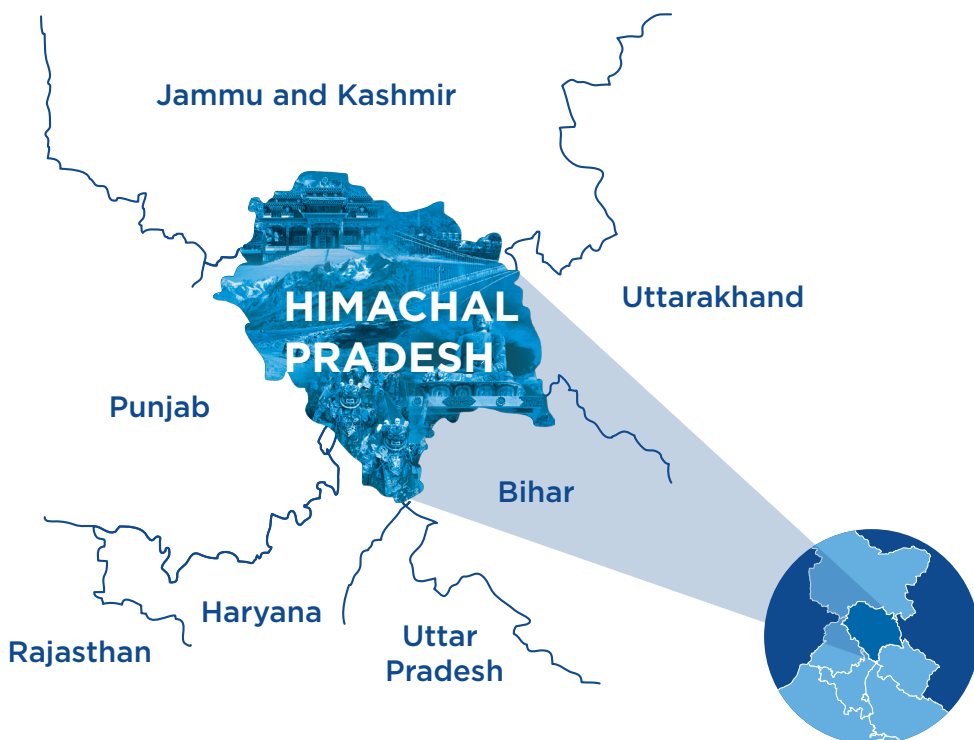 Jammu and Kashmir
HIMACHAL
PRADESH
Uttarakhand
Punjab
Bihar
Haryana
Rajasthan
Uttar
Pradesh